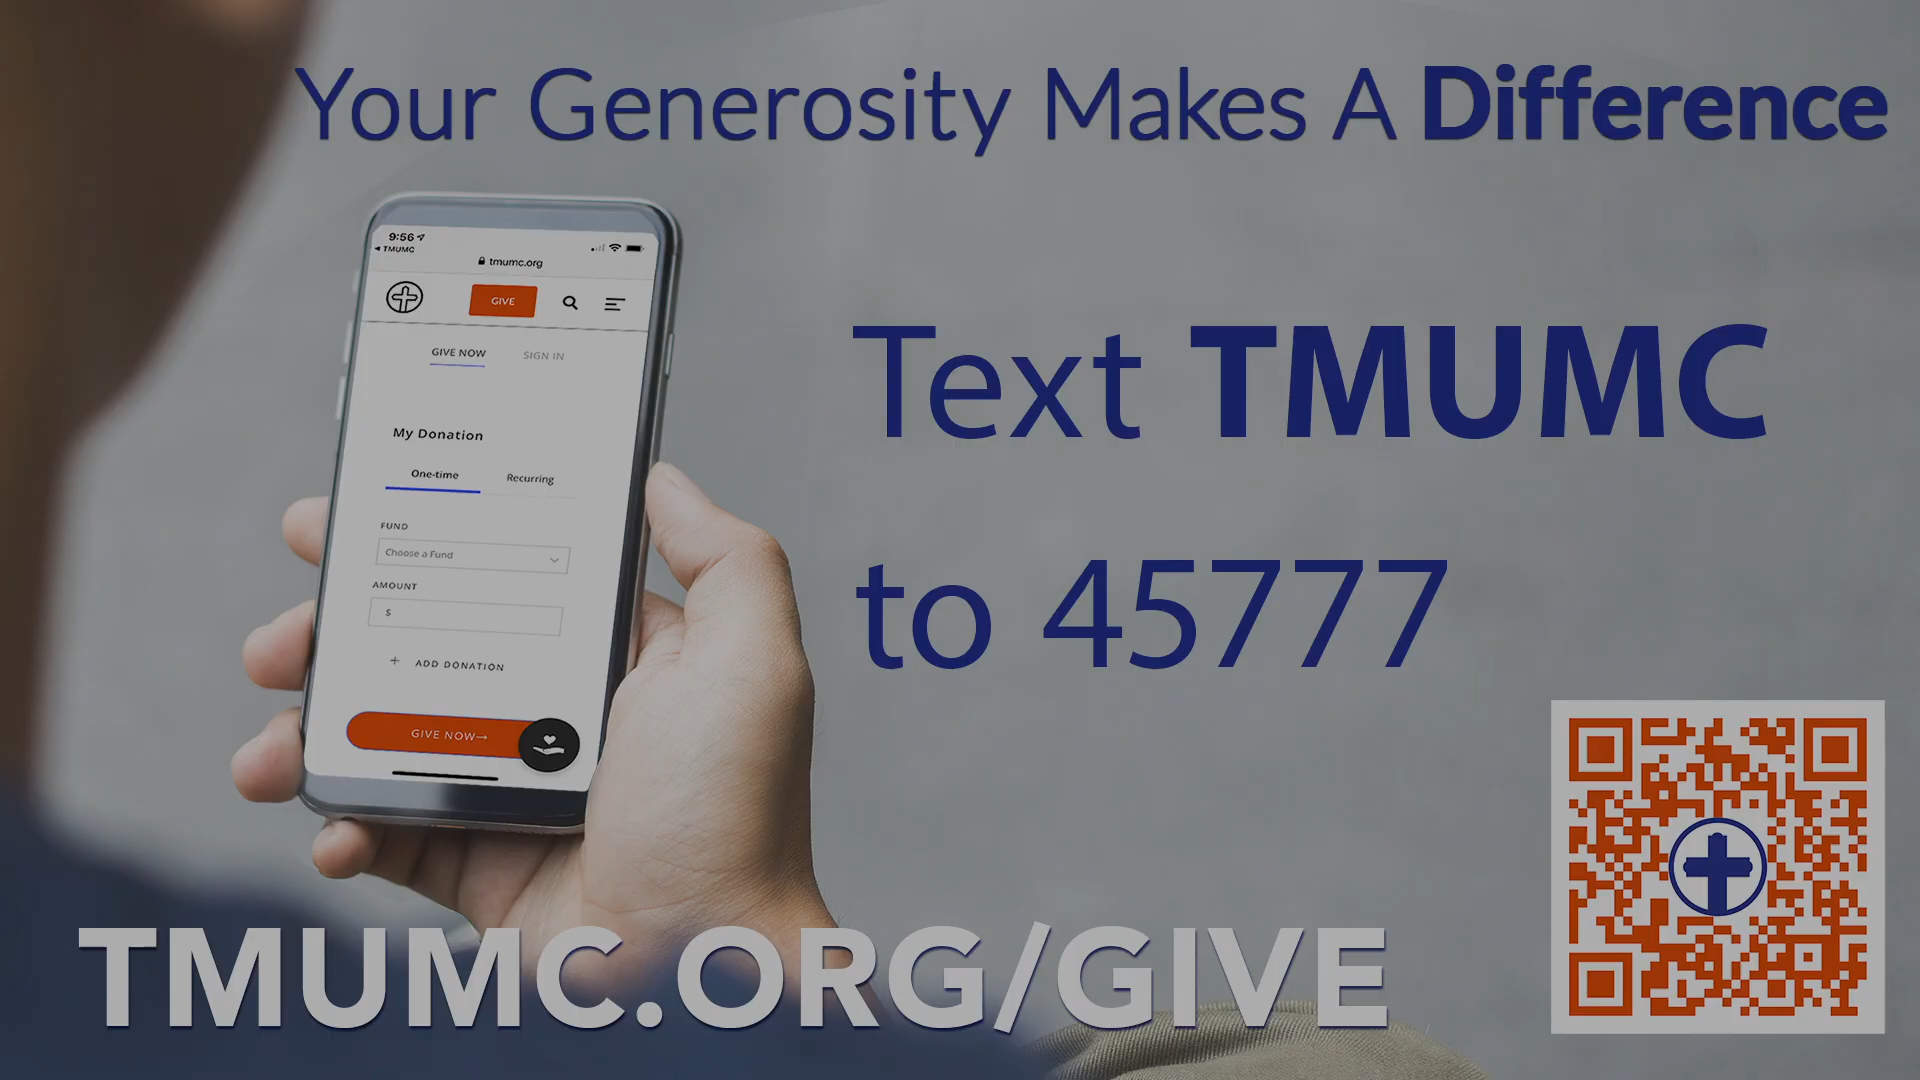 Your Generosity Makes A Difference
9:56
TMUMC
tmumc.org
GIVE
GIVE NOW SIGN IN
My Donation
One-time Recurring
FUND
Choose a Fund
AMOUNT
$
+ ADD DONATION
GIVE NOW→
Text TMUMC
to 45777
TMUMC.ORG/GIVE